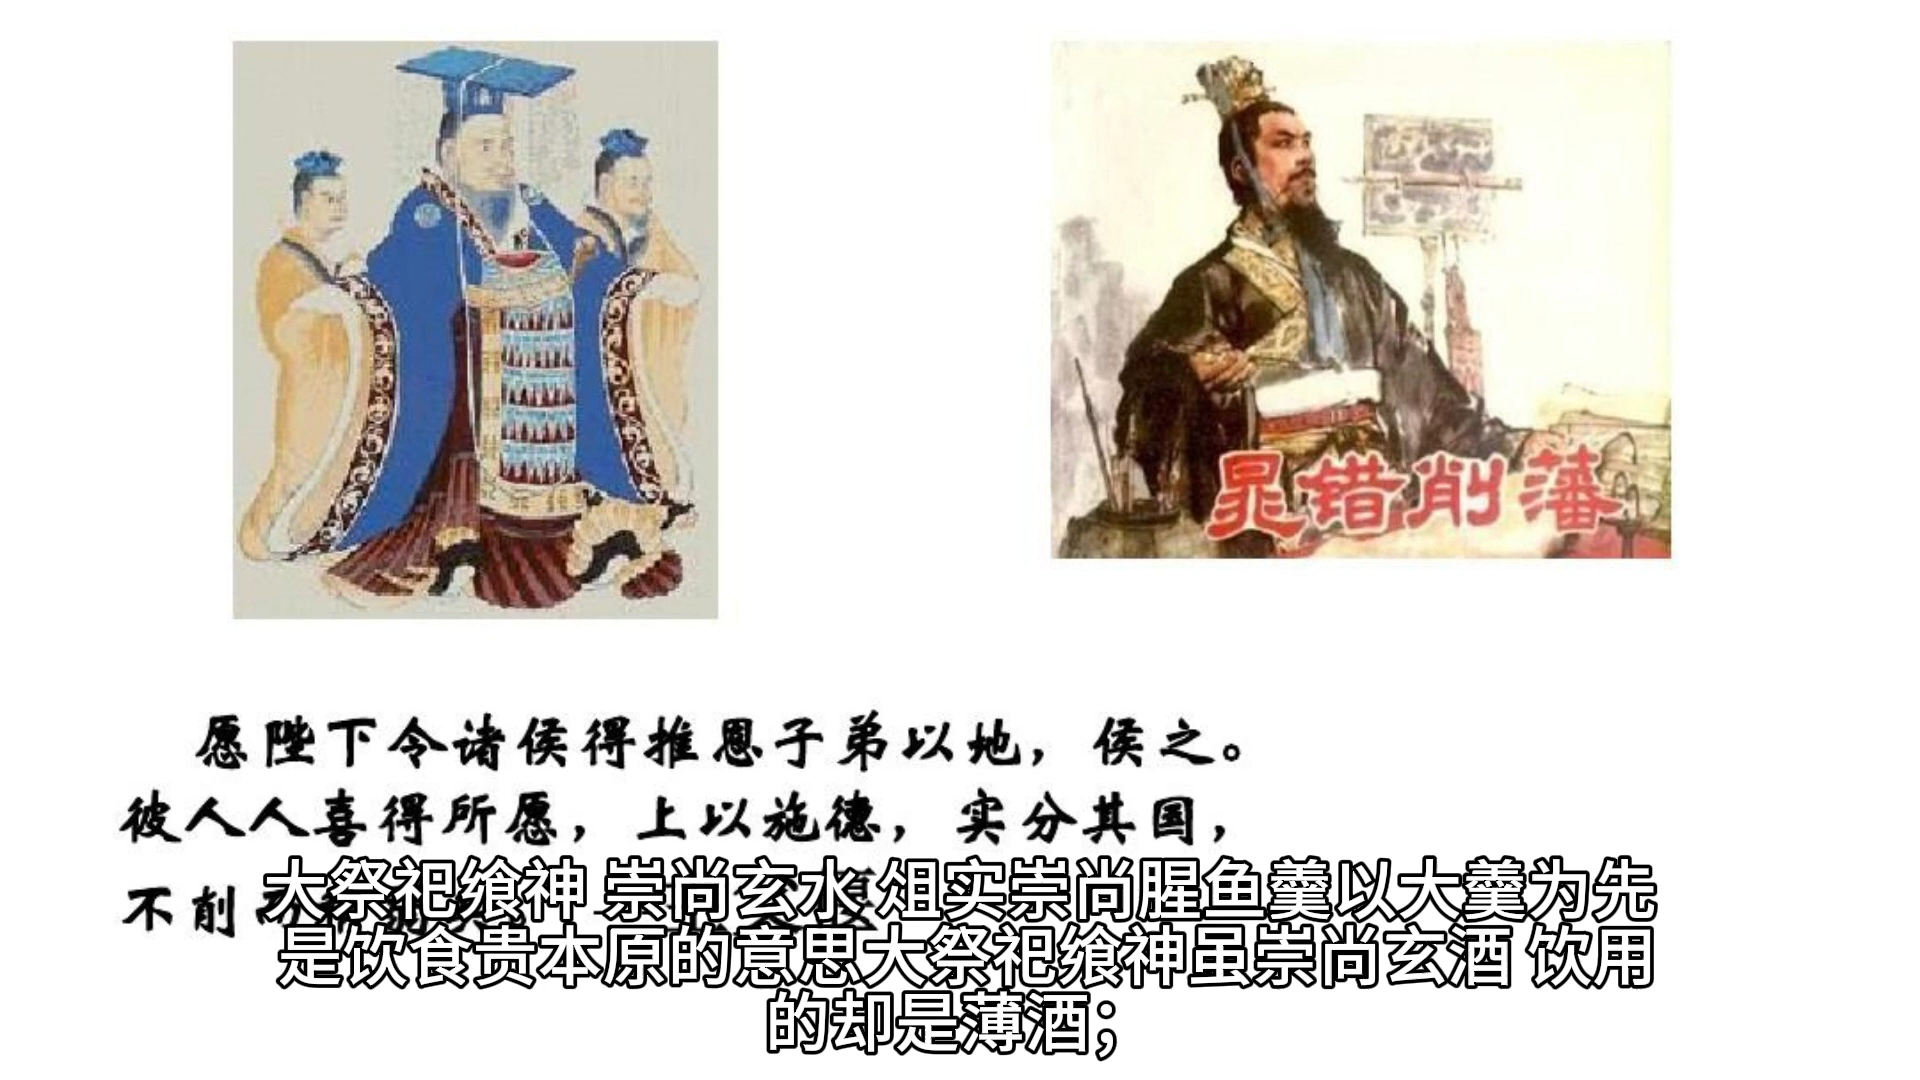 晁错削藩
愿陛下令诸侯得推恩子弟以地，侯之。
彼人人喜得所愿，上以施德，实分其国，
不削
大祭祀飨神 崇尚玄水 俎实崇尚腥鱼羹以大羹为先
是饮食贵本原的意思大祭祀飨神虽崇尚玄酒 饮用
的却是薄酒；